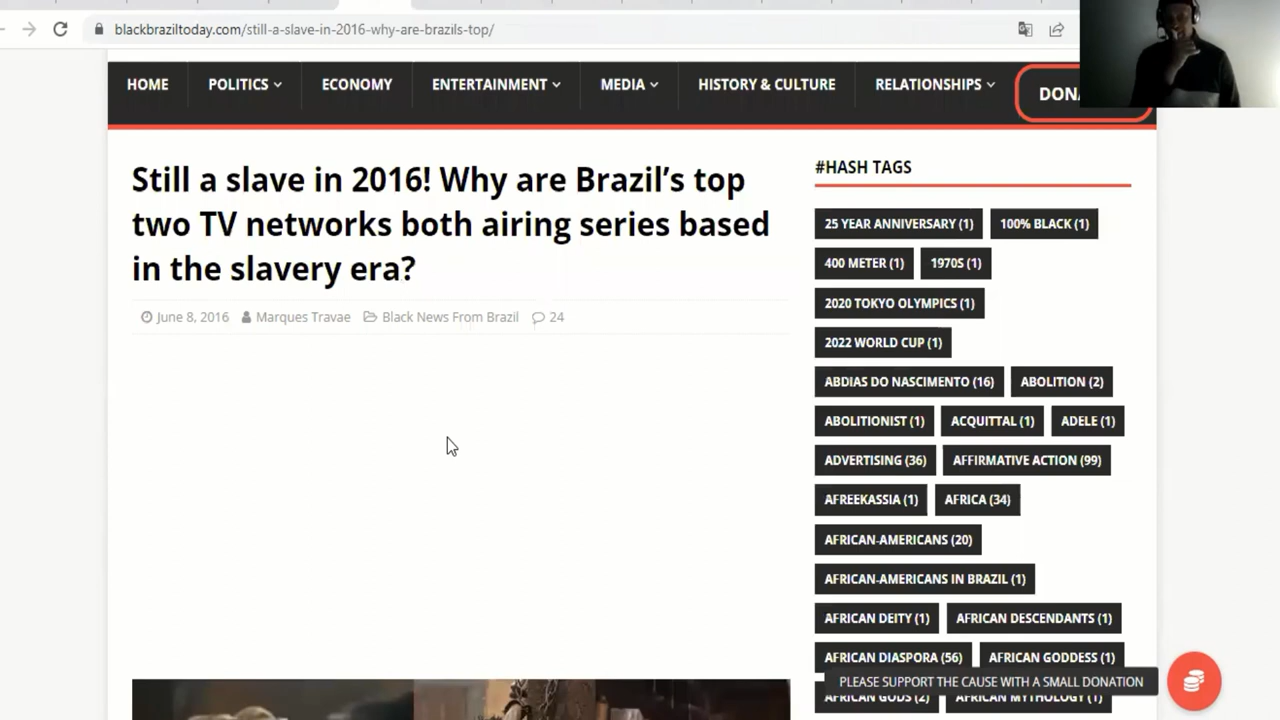 blackbraziltoday.com/still-a-slave-in-2016-why-are-brazils-top/
HOME POLITICS ECONOMY ENTERTAINMENT MEDIA HISTORY & CULTURE RELATIONSHIPS DONA
Still a slave in 2016! Why are Brazil's top
two TV networks both airing series based
in the slavery era?
June 8, 2016 Marques Travae Black News From Brazil 24
#HASH TAGS
25 YEAR ANNIVERSARY (1) 100% BLACK (1)
400 METER (1) 1970S (1)
2020 TOKYO OLYMPICS (1)
2022 WORLD CUP (1)
ABDIAS DO NASCIMENTO (16) ABOLITION (2)
ABOLITIONIST (1) ACQUITTAL (1) ADELE (1)
ADVERTISING (36) AFFIRMATIVE ACTION (99)
AFREEKASSIA (1) AFRICA (34)
AFRICAN-AMERICANS (20)
AFRICAN-AMERICANS IN BRAZIL (1)
AFRICAN DEITY (1) AFRICAN DESCENDANTS (1)
AFRICAN DIASPORA (56) AFRICAN GODDESS (1)
PLEASE SUPPORT THE CAUSE WITH A SMALL DONATION
AFRICAN GODS (2) AFRICAN MYTHOLOGY (1)